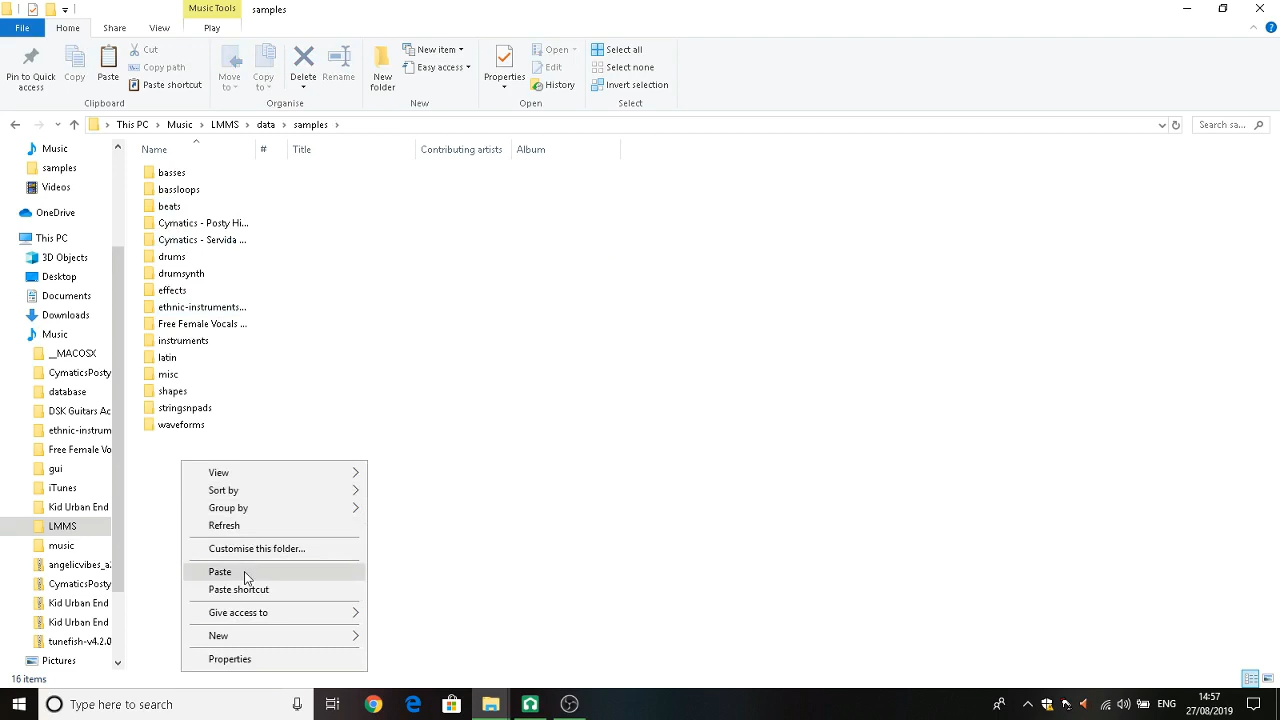 Music Tools
samples
File
Home
Share
View
Play
Pin to Quick access
Copy
Paste
Cut
Copy path
Paste shortcut
Clipboard
Move to
Copy to
Delete
Rename
Organise
New folder
New item
Easy access
New
Properties
Open
Edit
History
Open
Select all
Select none
Invert selection
Select
This PC
Music
LMMS
data
samples
Search sa...
Name
#
Title
Contributing artists
Album
Music
samples
Videos
OneDrive
This PC
3D Objects
Desktop
Documents
Downloads
Music
__MACOSX
CymaticsPosty
database
DSK Guitars Ac
ethnic-instrum
Free Female Vo
gui
iTunes
Kid Urban End
LMMS
music
angelicvibes_a
CymaticsPosty
Kid Urban End
Kid Urban End
tunefish-v4.2.0
Pictures
basses
bassloops
beats
Cymatics - Posty Hi...
Cymatics - Servida ...
drums
drumsynth
effects
ethnic-instruments...
Free Female Vocals ...
instruments
latin
misc
shapes
stringsnpads
waveforms
View
Sort by
Group by
Refresh
Customise this folder...
Paste
Paste shortcut
Give access to
New
Properties
16 items
Type here to search
ENG
14:57
27/08/2019